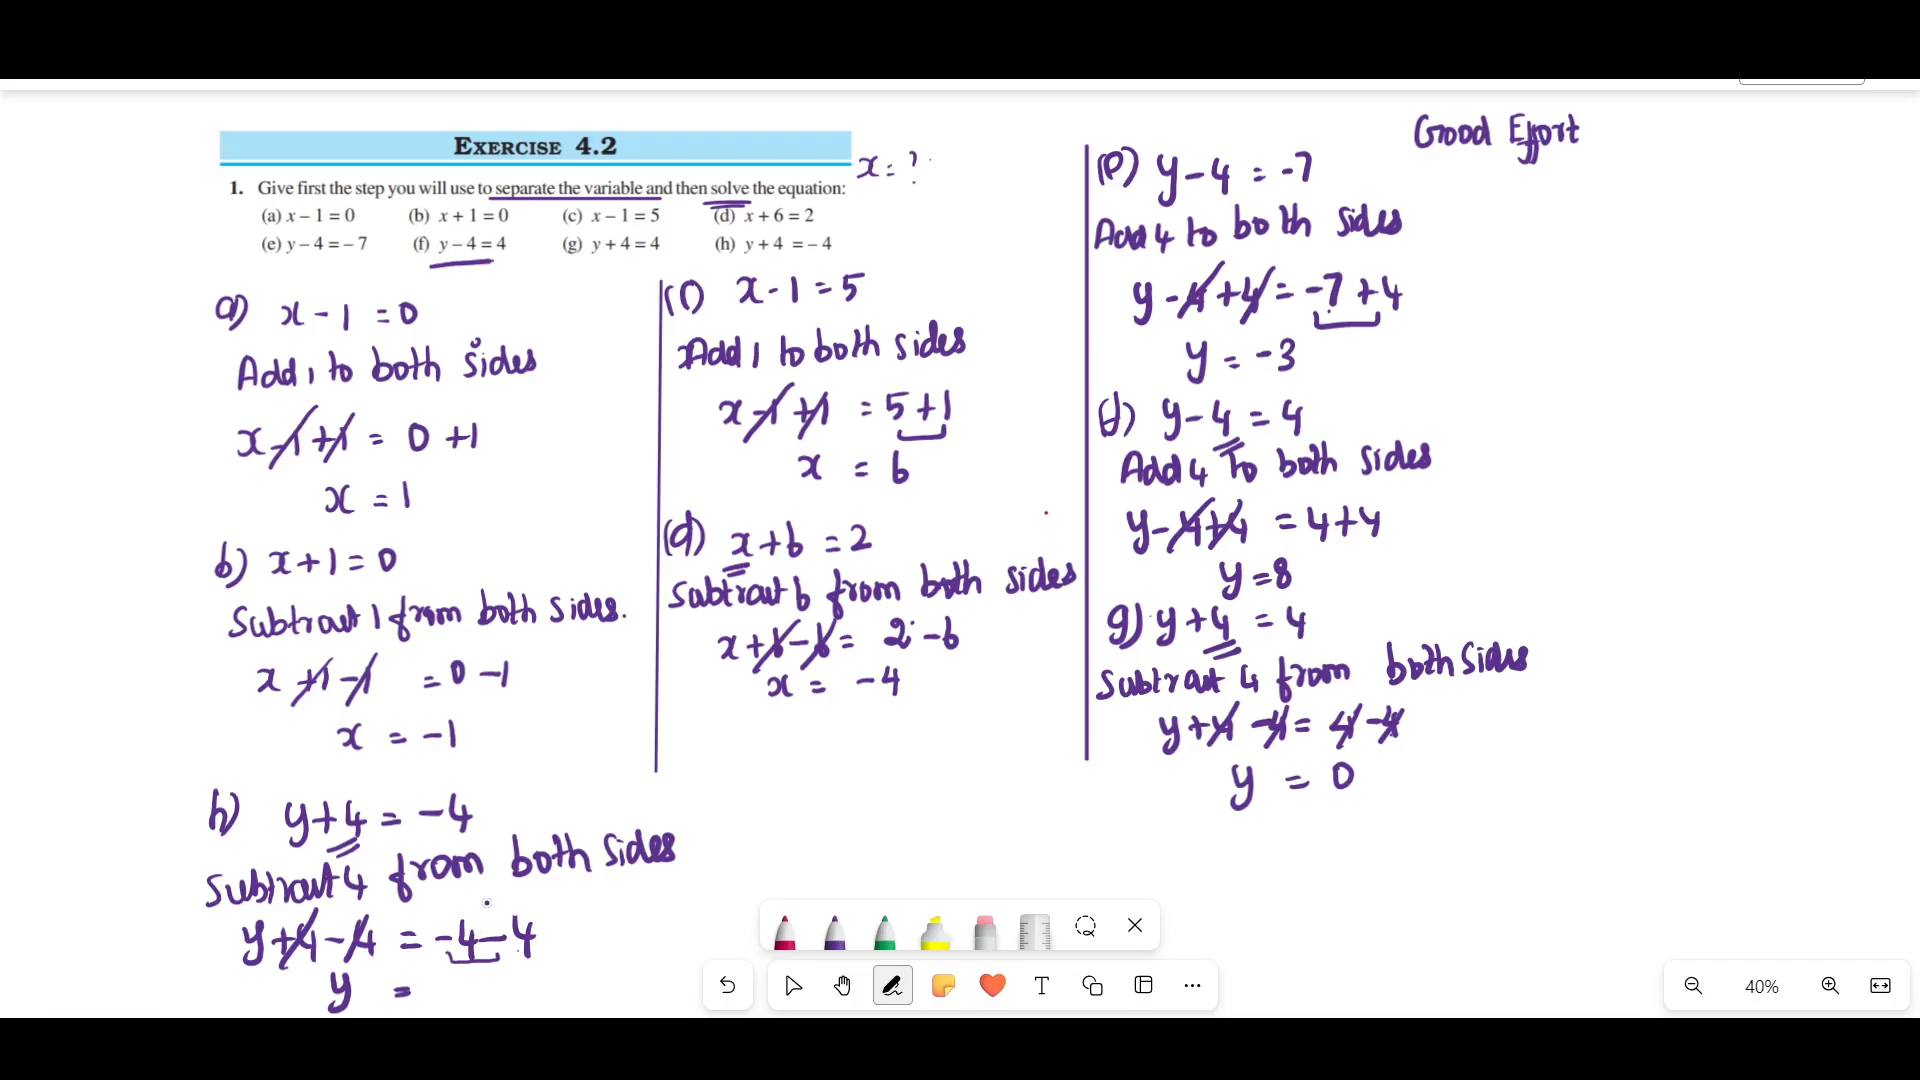 EXERCISE 4.2
x = ?
1. Give first the step you will use to separate the variable and then solve the equation:
(a) x – 1 = 0 (b) x + 1 = 0 (c) x – 1 = 5 (d) x + 6 = 2
(e) y – 4 = – 7 (f) y – 4 = 4 (g) y + 4 = 4 (h) y + 4 = – 4
a) x - 1 = 0
Add 1 to both sides
x - 1 + 1 = 0 + 1
x = 1
b) x + 1 = 0
Subtract 1 from both sides.
x + 1 - 1 = 0 - 1
x = -1
h) y + 4 = -4
Subtract 4 from both sides
y + 4 - 4 = -4 - 4
y =
(c) x - 1 = 5
Add 1 to both sides
x - 1 + 1 = 5 + 1
x = 6
(d) x + 6 = 2
Subtract 6 from both sides
x + 6 - 6 = 2 - 6
x = -4
Good Effort
(e) y - 4 = -7
Add 4 to both sides
y - 4 + 4 = -7 + 4
y = -3
(f) y - 4 = 4
Add 4 To both sides
y - 4 + 4 = 4 + 4
y = 8
g) y + 4 = 4
Subtract 4 from both sides
y + 4 - 4 = 4 - 4
y = 0
40%